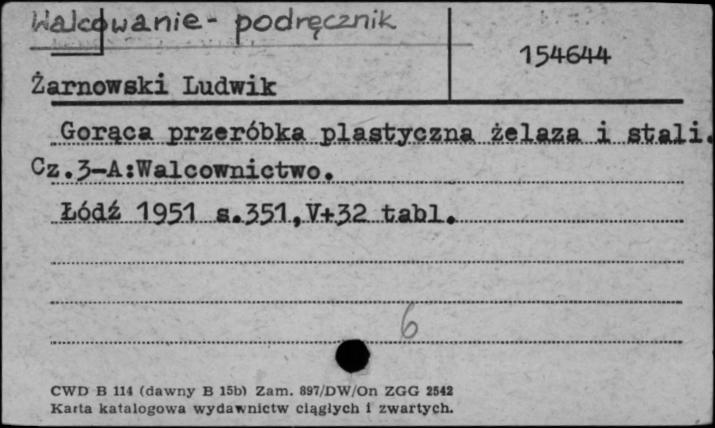 Walcowanie- podręcznik
154644
Żarnowski Ludwik
Gorąca przeróbka plastyczna żelaza i stali.
Cz.3-A:Walcownictwo.
Łódź 1951 s.351,V+32 tabl.
6
CWD B 114 (dawny B 15b) Zam. 897/DW/On ZGG 2542
Karta katalogowa wydawnictw ciągłych i zwartych.